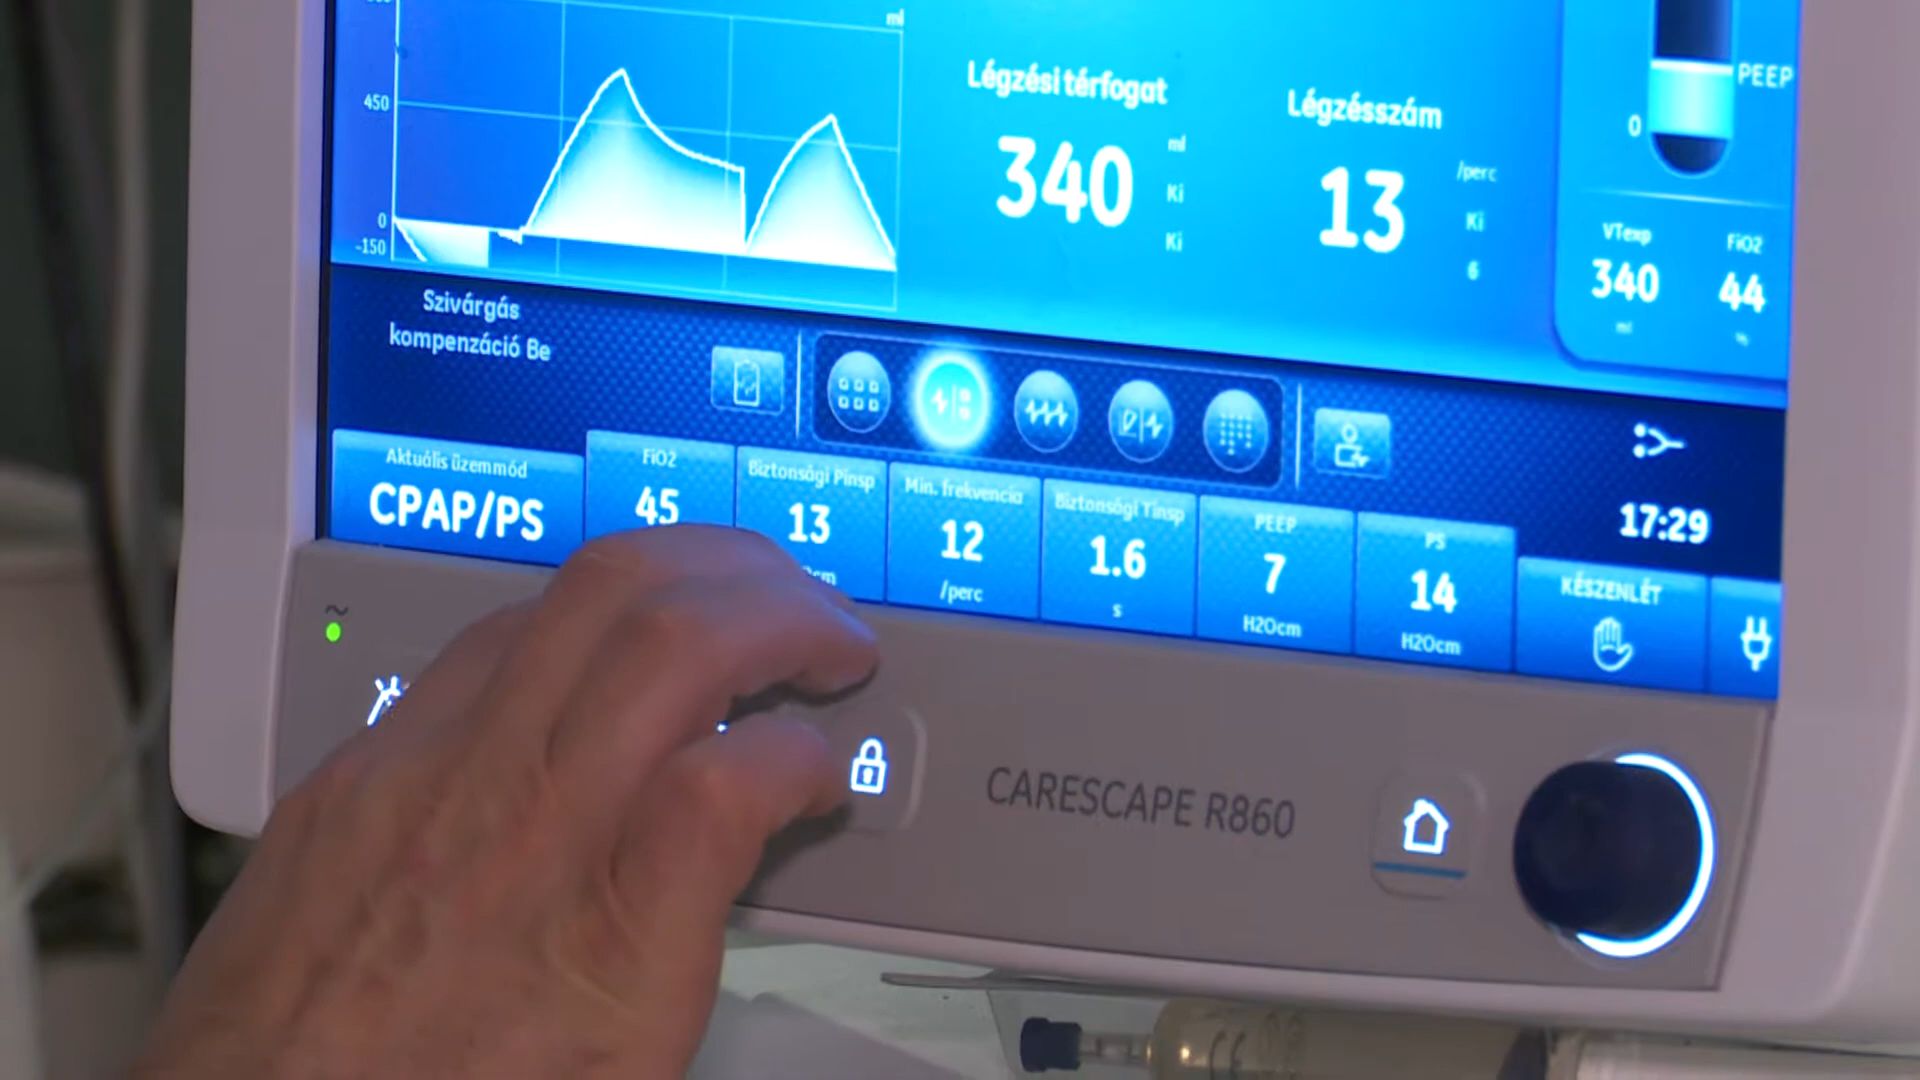 ml
450
0
-150
Légzési térfogat
340
ml
Ki
Ki
Légzésszám
13
/perc
Ki
6
PEEP
0
VTexp
340
ml
FiO2
44
Szivárgás
kompenzáció Be
17:29
Aktuális üzemmód
CPAP/PS
FiO2
45
Biztonsági Pinsp
13
Min. frekvencia
12
/perc
Biztonsági Tinsp
1.6
s
PEEP
7
H2Ocm
PS
14
H2Ocm
KÉSZENLÉT
CARESCAPE R860